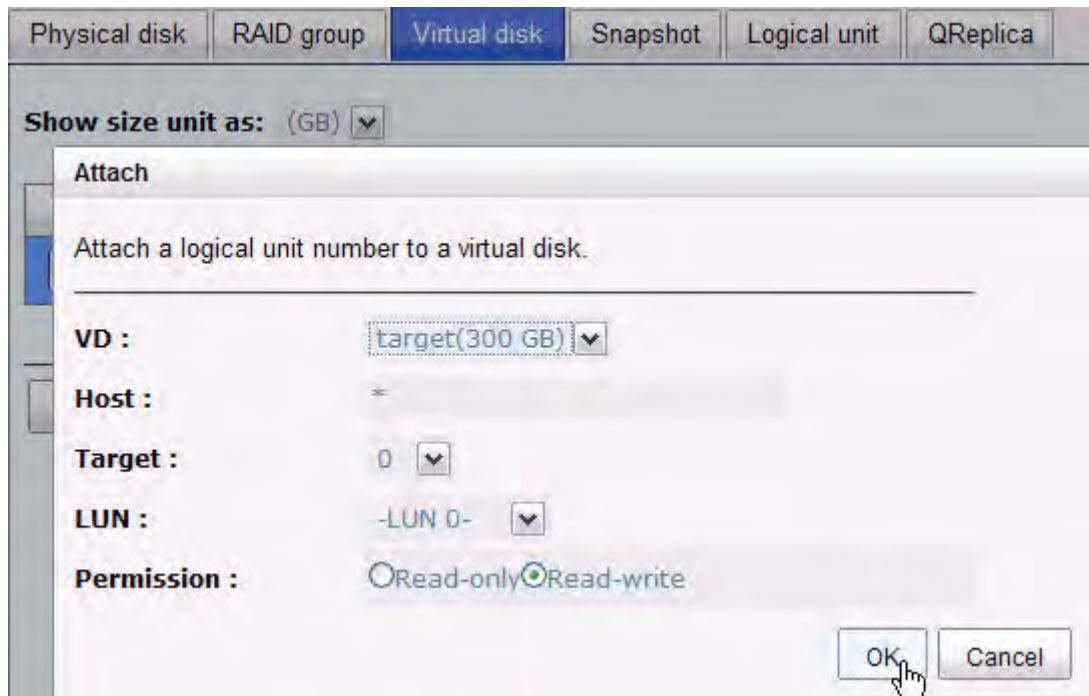 Physical disk RAID group Virtual disk Snapshot Logical unit QReplica
Show size unit as: (GB)
Attach
Attach a logical unit number to a virtual disk.
VD : target(300 GB)
Host : *
Target : 0
LUN : -LUN 0-
Permission : Read-only Read-write
OK Cancel